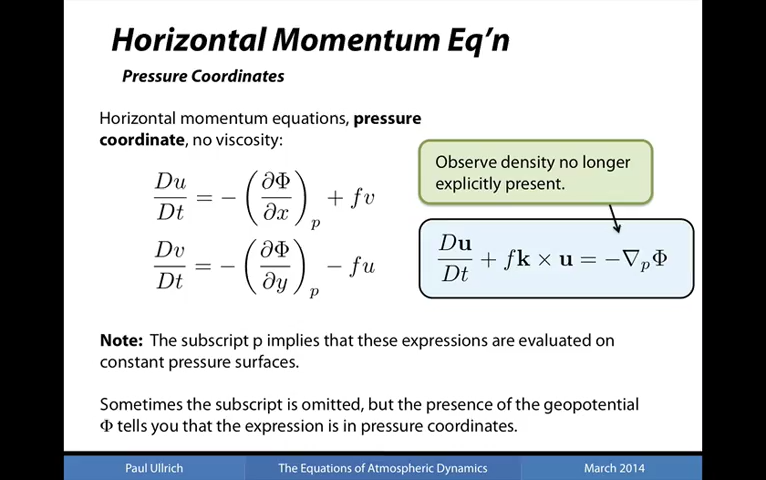 Horizontal Momentum Eq'n
Pressure Coordinates
Horizontal momentum equations, pressure
coordinate, no viscosity:
Observe density no longer
explicitly present.
Du/Dt = −(∂Φ/∂x)_p + fv
Dv/Dt = −(∂Φ/∂y)_p − fu
D𝐮/Dt + f𝐤 × 𝐮 = −∇_pΦ
Note: The subscript p implies that these expressions are evaluated on
constant pressure surfaces.
Sometimes the subscript is omitted, but the presence of the geopotential
Φ tells you that the expression is in pressure coordinates.
Paul Ullrich
The Equations of Atmospheric Dynamics
March 2014